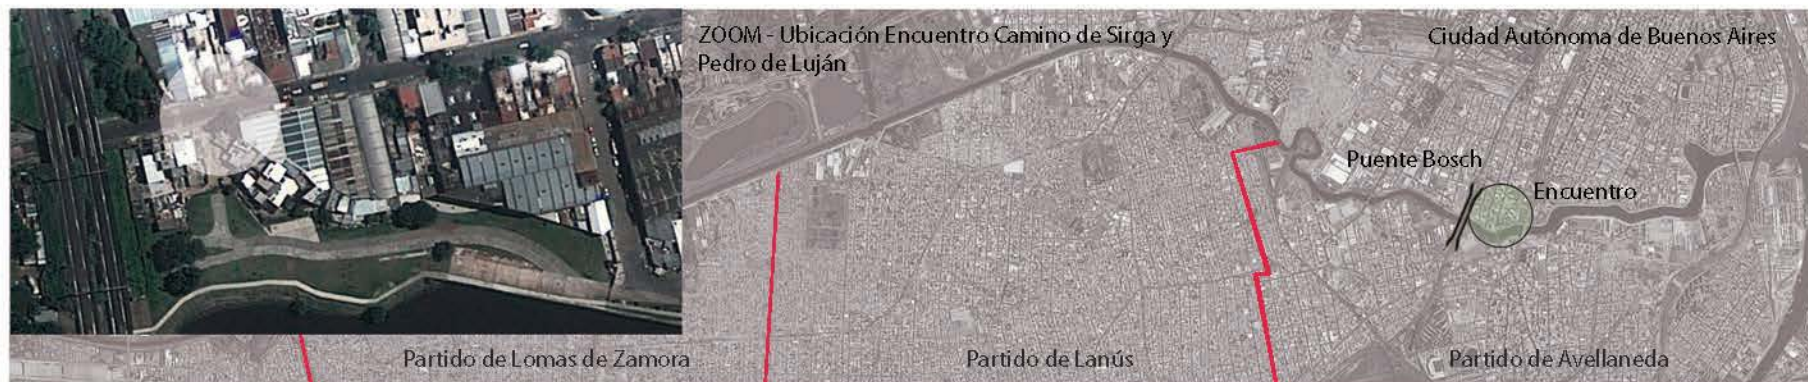 ZOOM - Ubicación Encuentro Camino de Sirga y
Pedro de Luján
Ciudad Autónoma de Buenos Aires
Puente Bosch
Encuentro
Partido de Lomas de Zamora
Partido de Lanús
Partido de Avellaneda